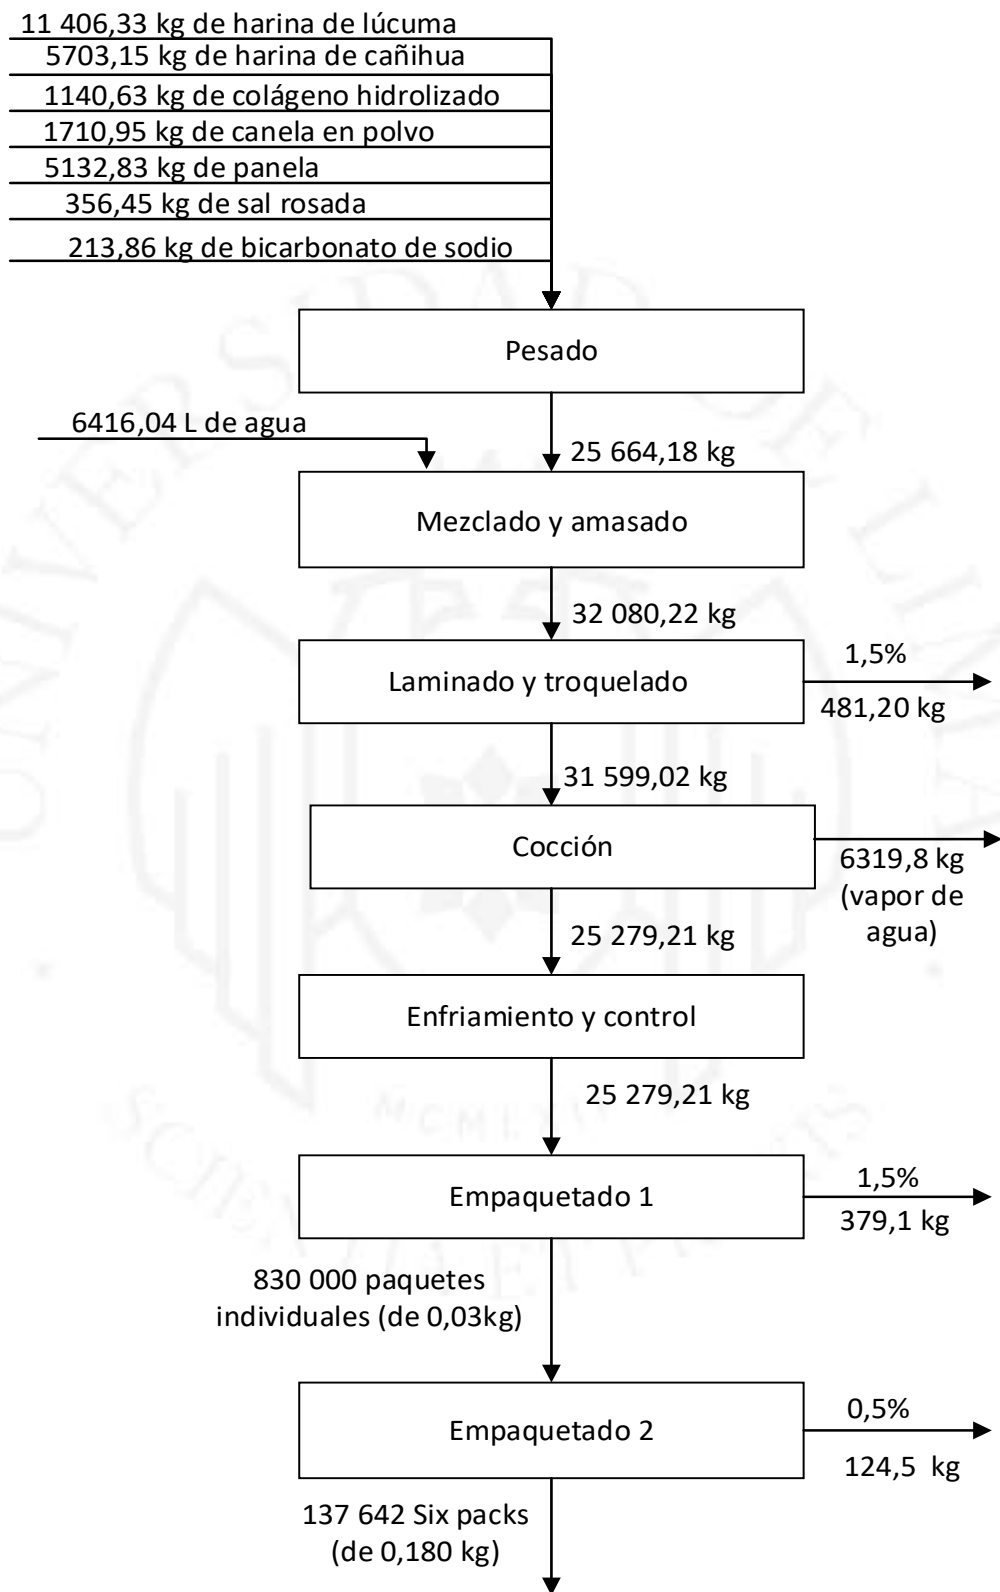 11 406,33 kg de harina de lúcuma
5703,15 kg de harina de cañihua
1140,63 kg de colágeno hidrolizado
1710,95 kg de canela en polvo
5132,83 kg de panela
356,45 kg de sal rosada
213,86 kg de bicarbonato de sodio
Pesado
6416,04 L de agua
25 664,18 kg
Mezclado y amasado
32 080,22 kg
Laminado y troquelado
1,5%
481,20 kg
31 599,02 kg
Cocción
6319,8 kg
(vapor de
agua)
25 279,21 kg
Enfriamiento y control
25 279,21 kg
Empaquetado 1
1,5%
379,1 kg
830 000 paquetes
individuales (de 0,03kg)
Empaquetado 2
0,5%
124,5 kg
137 642 Six packs
(de 0,180 kg)
UNIVERSIDAD DE LIMA
SCIENTIA ET PRAXIS